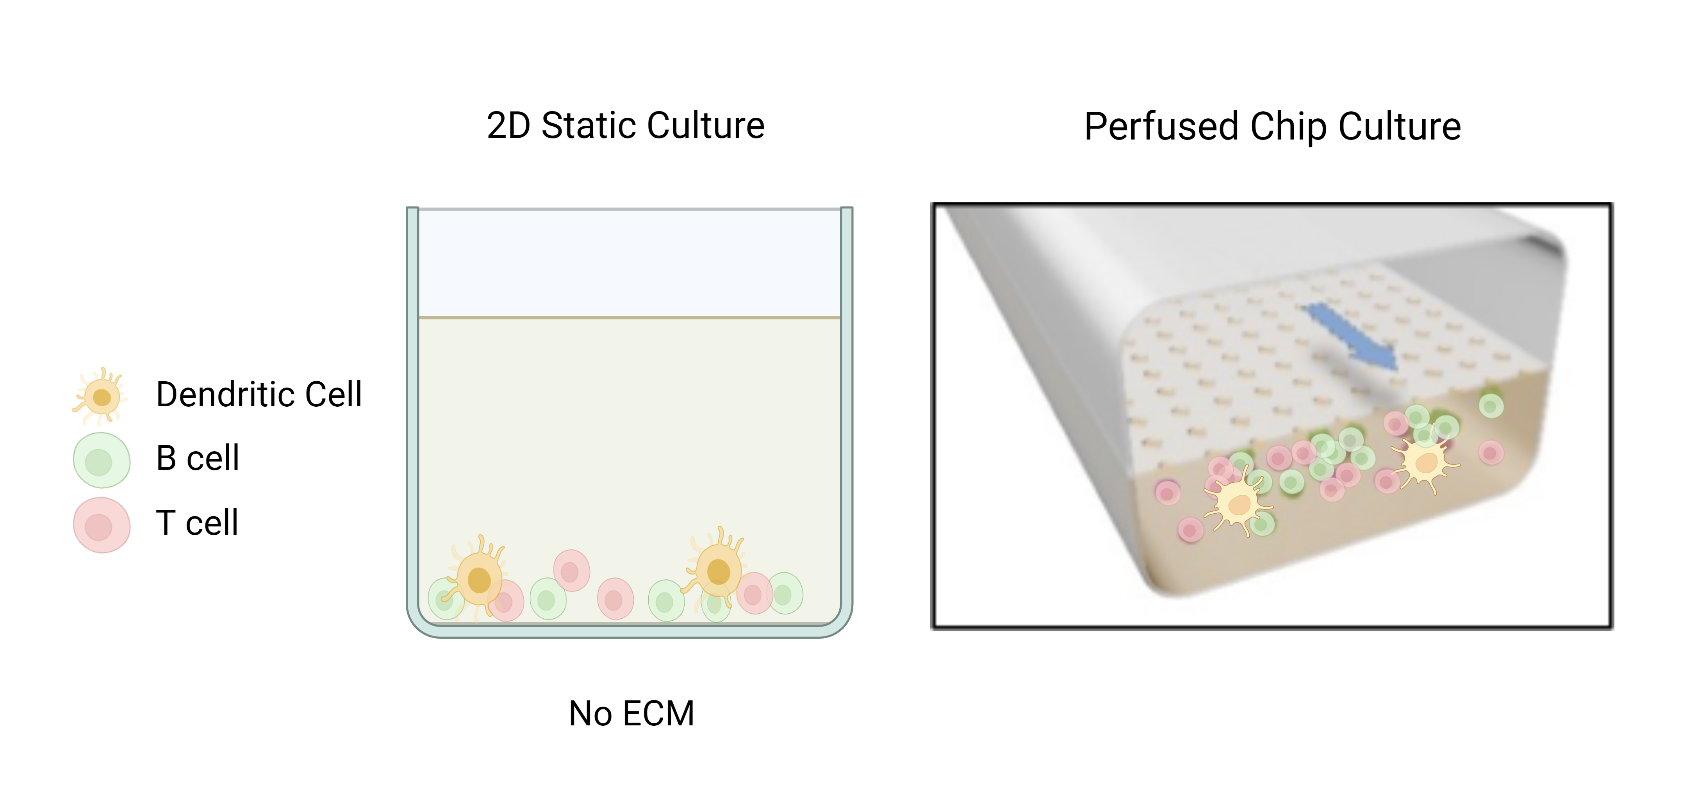 2D Static Culture
Perfused Chip Culture
Dendritic Cell
B cell
T cell
No ECM